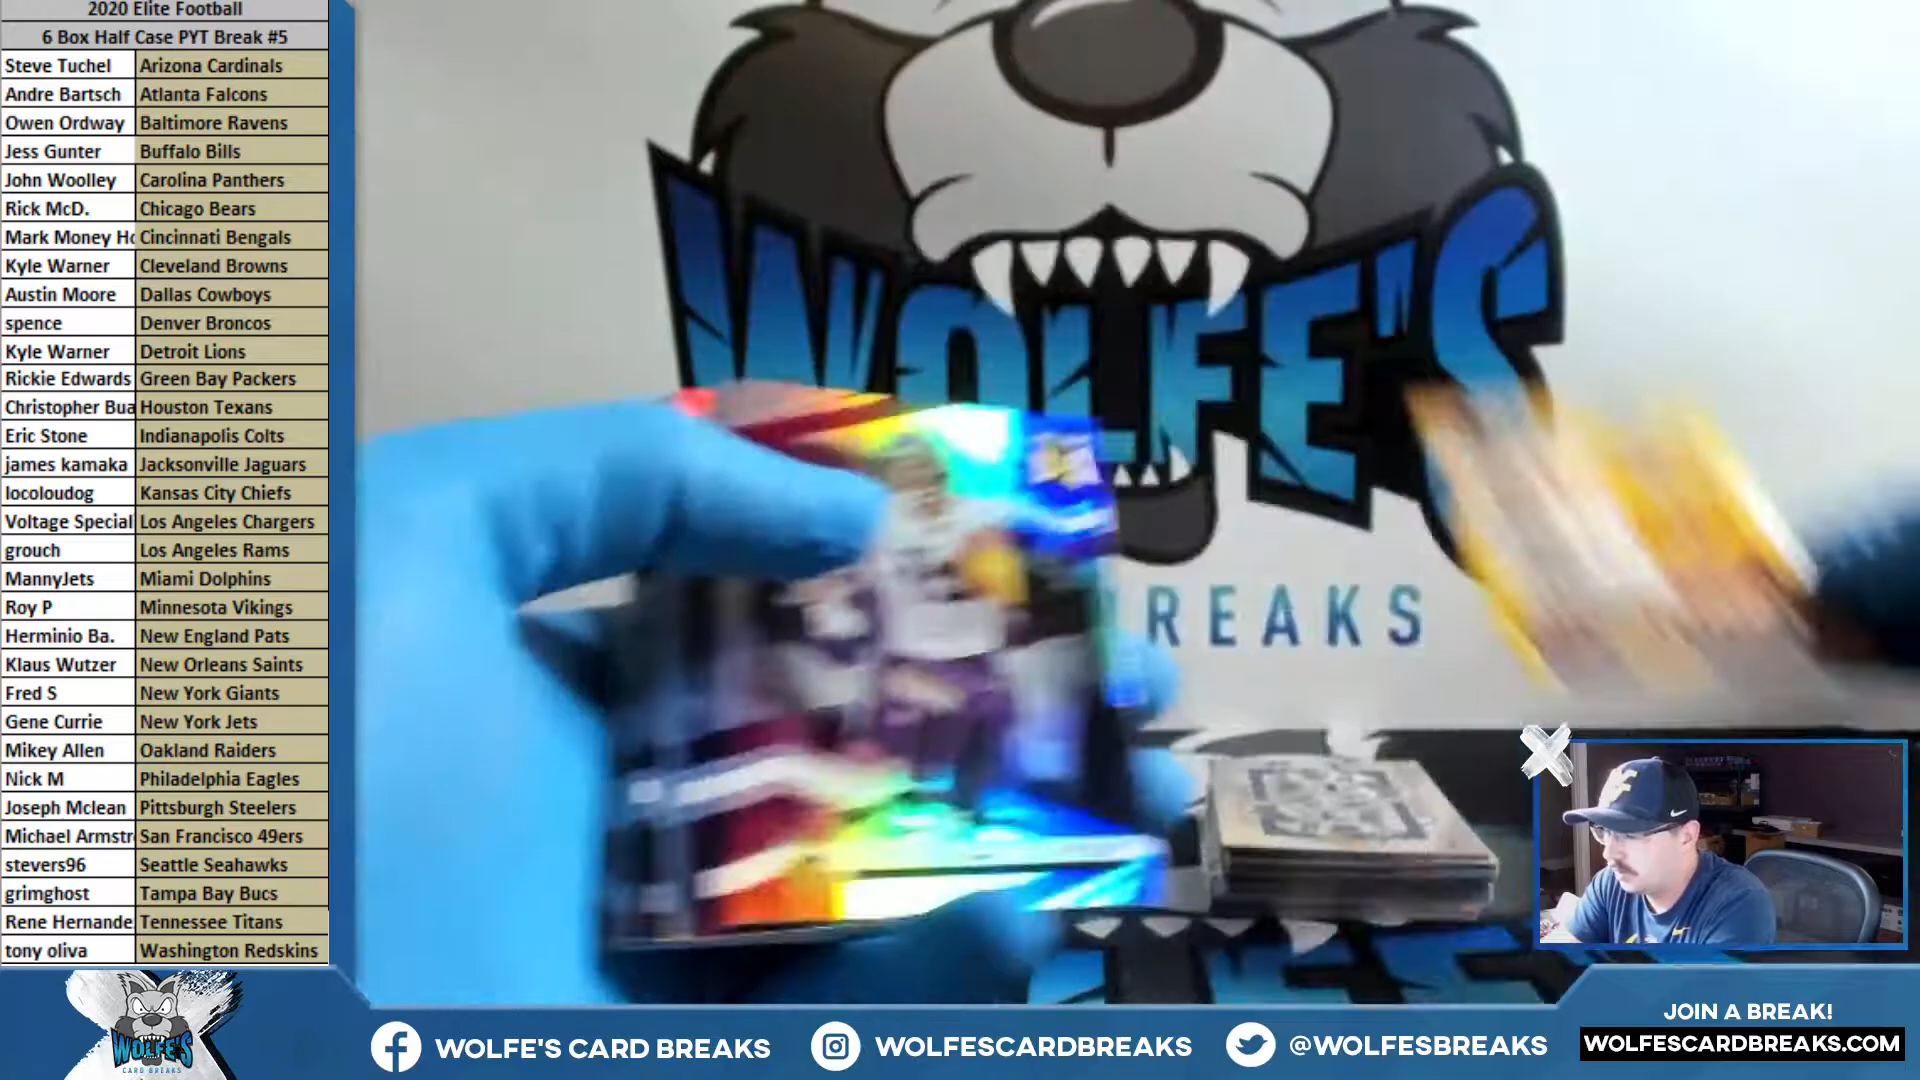 2020 Elite Football
6 Box Half Case PYT Break #5
Steve Tuchel Arizona Cardinals
Andre Bartsch Atlanta Falcons
Owen Ordway Baltimore Ravens
Jess Gunter Buffalo Bills
John Woolley Carolina Panthers
Rick McD. Chicago Bears
Mark Money Ho Cincinnati Bengals
Kyle Warner Cleveland Browns
Austin Moore Dallas Cowboys
spence Denver Broncos
Kyle Warner Detroit Lions
Rickie Edwards Green Bay Packers
Christopher Bua Houston Texans
Eric Stone Indianapolis Colts
james kamaka Jacksonville Jaguars
locoloudog Kansas City Chiefs
Voltage Special Los Angeles Chargers
grouch Los Angeles Rams
MannyJets Miami Dolphins
Roy P Minnesota Vikings
Herminio Ba. New England Pats
Klaus Wutzer New Orleans Saints
Fred S New York Giants
Gene Currie New York Jets
Mikey Allen Oakland Raiders
Nick M Philadelphia Eagles
Joseph Mclean Pittsburgh Steelers
Michael Armstr San Francisco 49ers
stevers96 Seattle Seahawks
grimghost Tampa Bay Bucs
Rene Hernande Tennessee Titans
tony oliva Washington Redskins
WOLFE'S
REAKS
WOLFE'S
CARD BREAKS
WOLFE'S CARD BREAKS
WOLFESCARDBREAKS
@WOLFESBREAKS
JOIN A BREAK!
WOLFESCARDBREAKS.COM